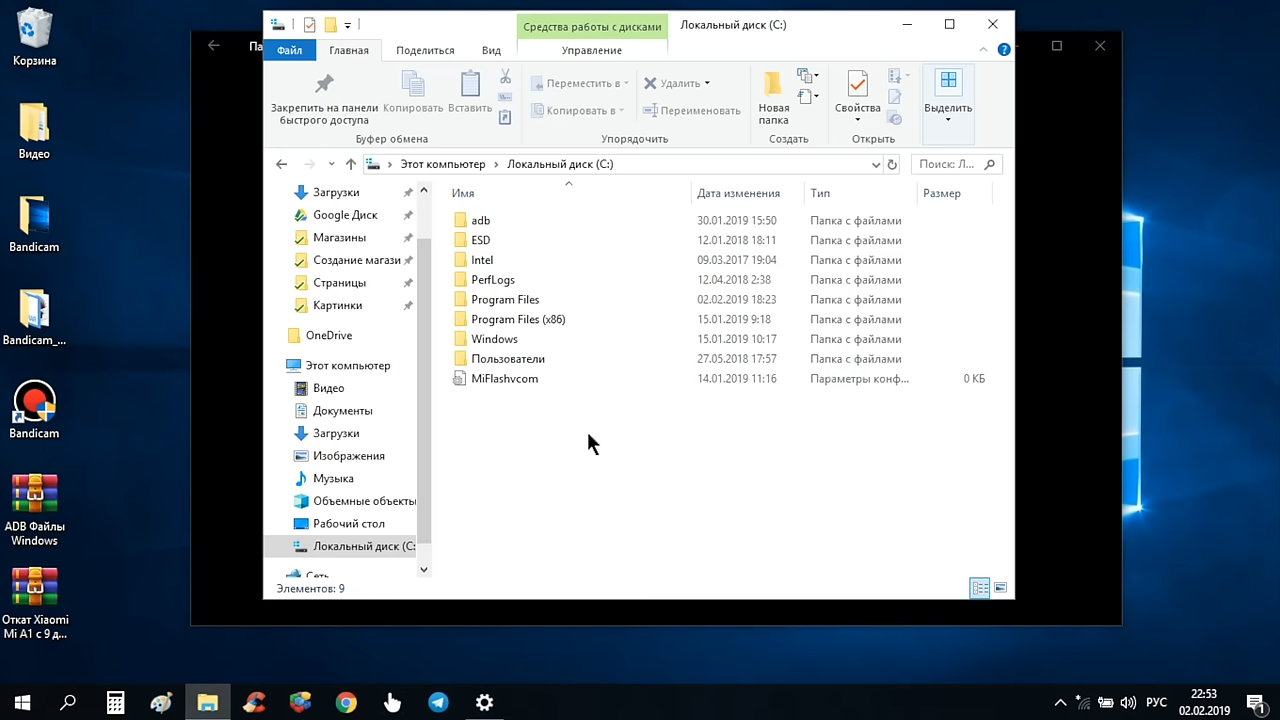 Корзина
Видео
Bandicam
Bandicam_...
Bandicam
ADB Файлы
Windows
Откат Xiaomi
Mi A1 с 9 д...
Па
Средства работы с дисками
Локальный диск (C:)
Файл
Главная
Поделиться
Вид
Управление
Закрепить на панели
быстрого доступа
Копировать
Вставить
Буфер обмена
Переместить в
Копировать в
Удалить
Переименовать
Упорядочить
Новая
папка
Создать
Свойства
Открыть
Выделить
Этот компьютер > Локальный диск (C:)
Поиск: Л...
Загрузки
Google Диск
Магазины
Создание магази
Страницы
Картинки
OneDrive
Этот компьютер
Видео
Документы
Загрузки
Изображения
Музыка
Объемные объекты
Рабочий стол
Локальный диск (C:
Сеть
Имя Дата изменения Тип Размер
adb 30.01.2019 15:50 Папка с файлами
ESD 12.01.2018 18:11 Папка с файлами
Intel 09.03.2017 19:04 Папка с файлами
PerfLogs 12.04.2018 2:38 Папка с файлами
Program Files 02.02.2019 18:23 Папка с файлами
Program Files (x86) 15.01.2019 9:18 Папка с файлами
Windows 15.01.2019 10:17 Папка с файлами
Пользователи 27.05.2018 17:57 Папка с файлами
MiFlashvcom 14.01.2019 11:16 Параметры конф... 0 КБ
Элементов: 9
РУС
22:53
02.02.2019
1